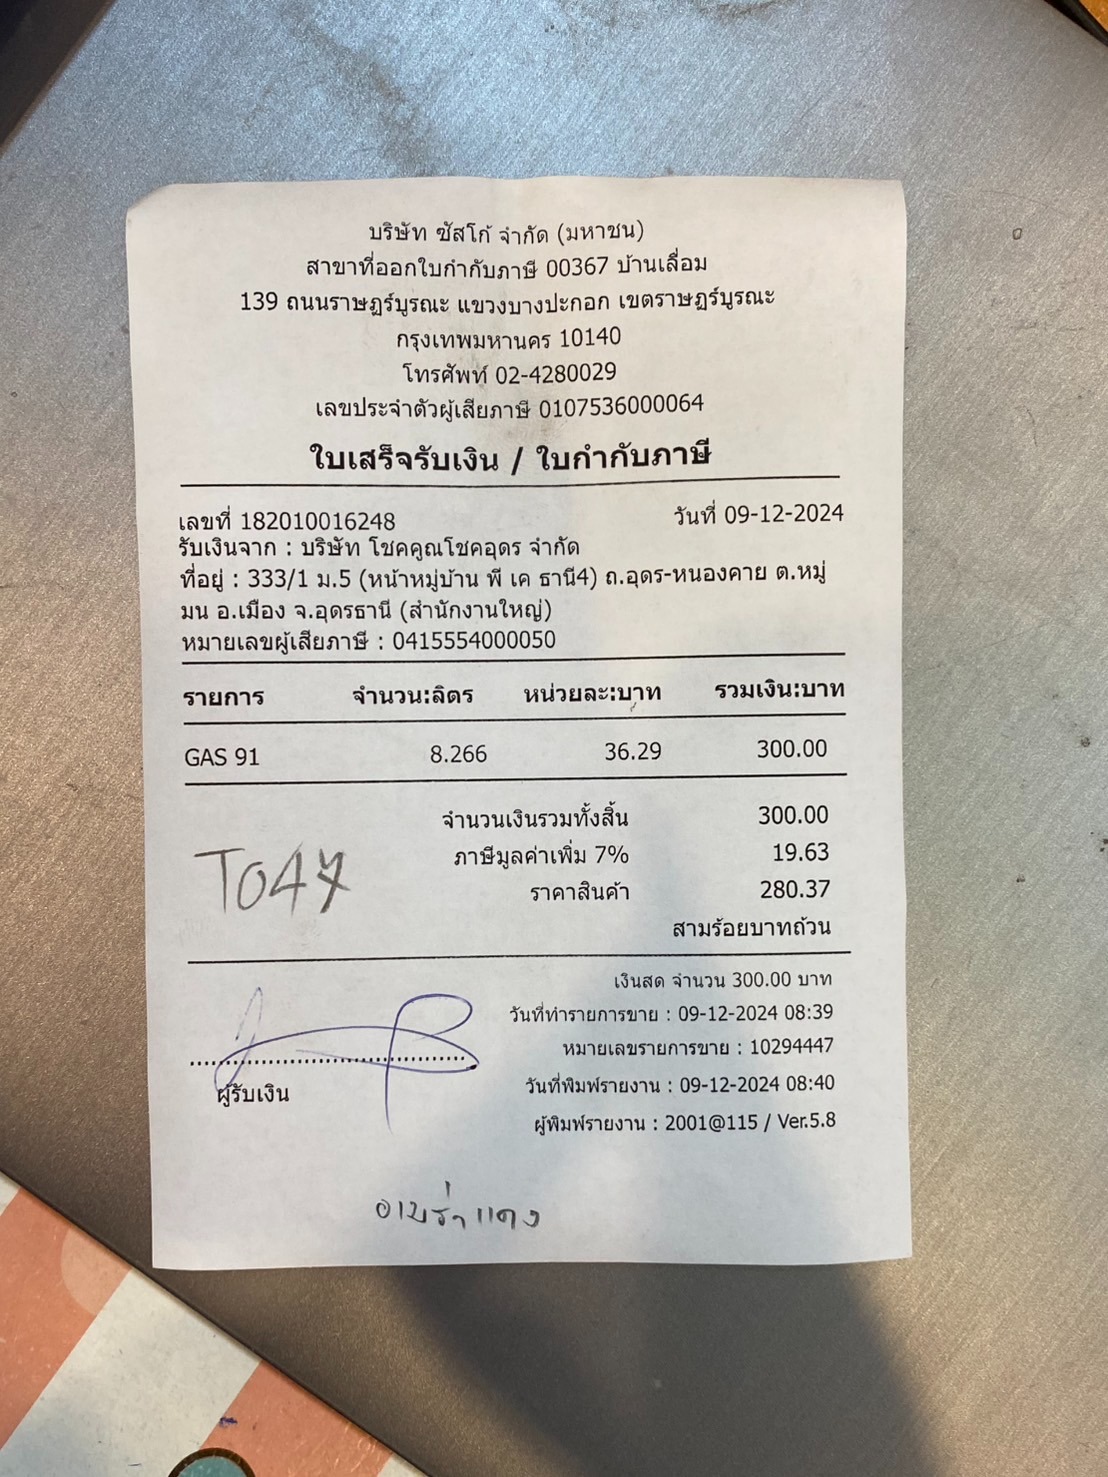 บริษัท ซัสโก้ จำกัด (มหาชน)
สาขาที่ออกใบกำกับภาษี 00367 บ้านเลื่อม
139 ถนนราษฎร์บูรณะ แขวงบางปะกอก เขตราษฎร์บูรณะ
กรุงเทพมหานคร 10140
โทรศัพท์ 02-4280029
เลขประจำตัวผู้เสียภาษี 0107536000064
ใบเสร็จรับเงิน / ใบกำกับภาษี
เลขที่ 182010016248 วันที่ 09-12-2024
รับเงินจาก : บริษัท โชคคูณโชคอุดร จำกัด
ที่อยู่ : 333/1 ม.5 (หน้าหมู่บ้าน พี เค ธานี4) ถ.อุดร-หนองคาย ต.หมู่
มน อ.เมือง จ.อุดรธานี (สำนักงานใหญ่)
หมายเลขผู้เสียภาษี : 0415554000050
รายการ จำนวน:ลิตร หน่วยละ:บาท รวมเงิน:บาท
GAS 91 8.266 36.29 300.00
จำนวนเงินรวมทั้งสิ้น 300.00
ภาษีมูลค่าเพิ่ม 7% 19.63
T047
ราคาสินค้า 280.37
สามร้อยบาทถ้วน
เงินสด จำนวน 300.00 บาท
วันที่ทำรายการขาย : 09-12-2024 08:39
หมายเลขรายการขาย : 10294447
วันที่พิมพ์รายงาน : 09-12-2024 08:40
ผู้รับเงิน
ผู้พิมพ์รายงาน : 2001@115 / Ver.5.8
อาบร่าแดง